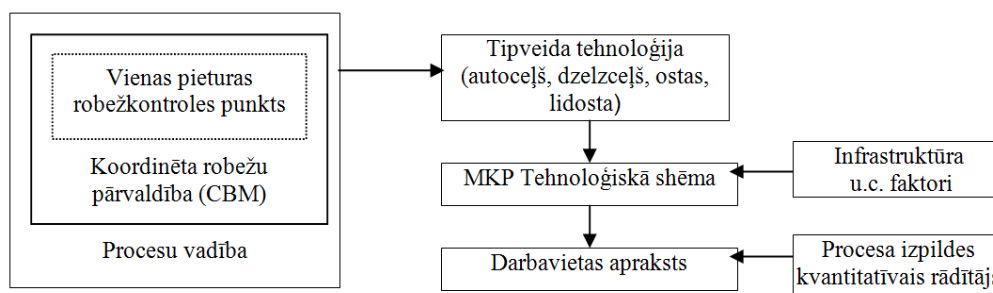 Vienas pieturas
robežkontroles punkts
Koordinēta robežu
pārvaldība (CBM)
Procesu vadība
Tipveida tehnoloģija
(autoceļš, dzelzceļš, ostas,
lidosta)
MKP Tehnoloģiskā shēma
Darbavietas apraksts
Infrastruktūra
u.c. faktori
Procesa izpildes
kvantitatīvais rādītājs